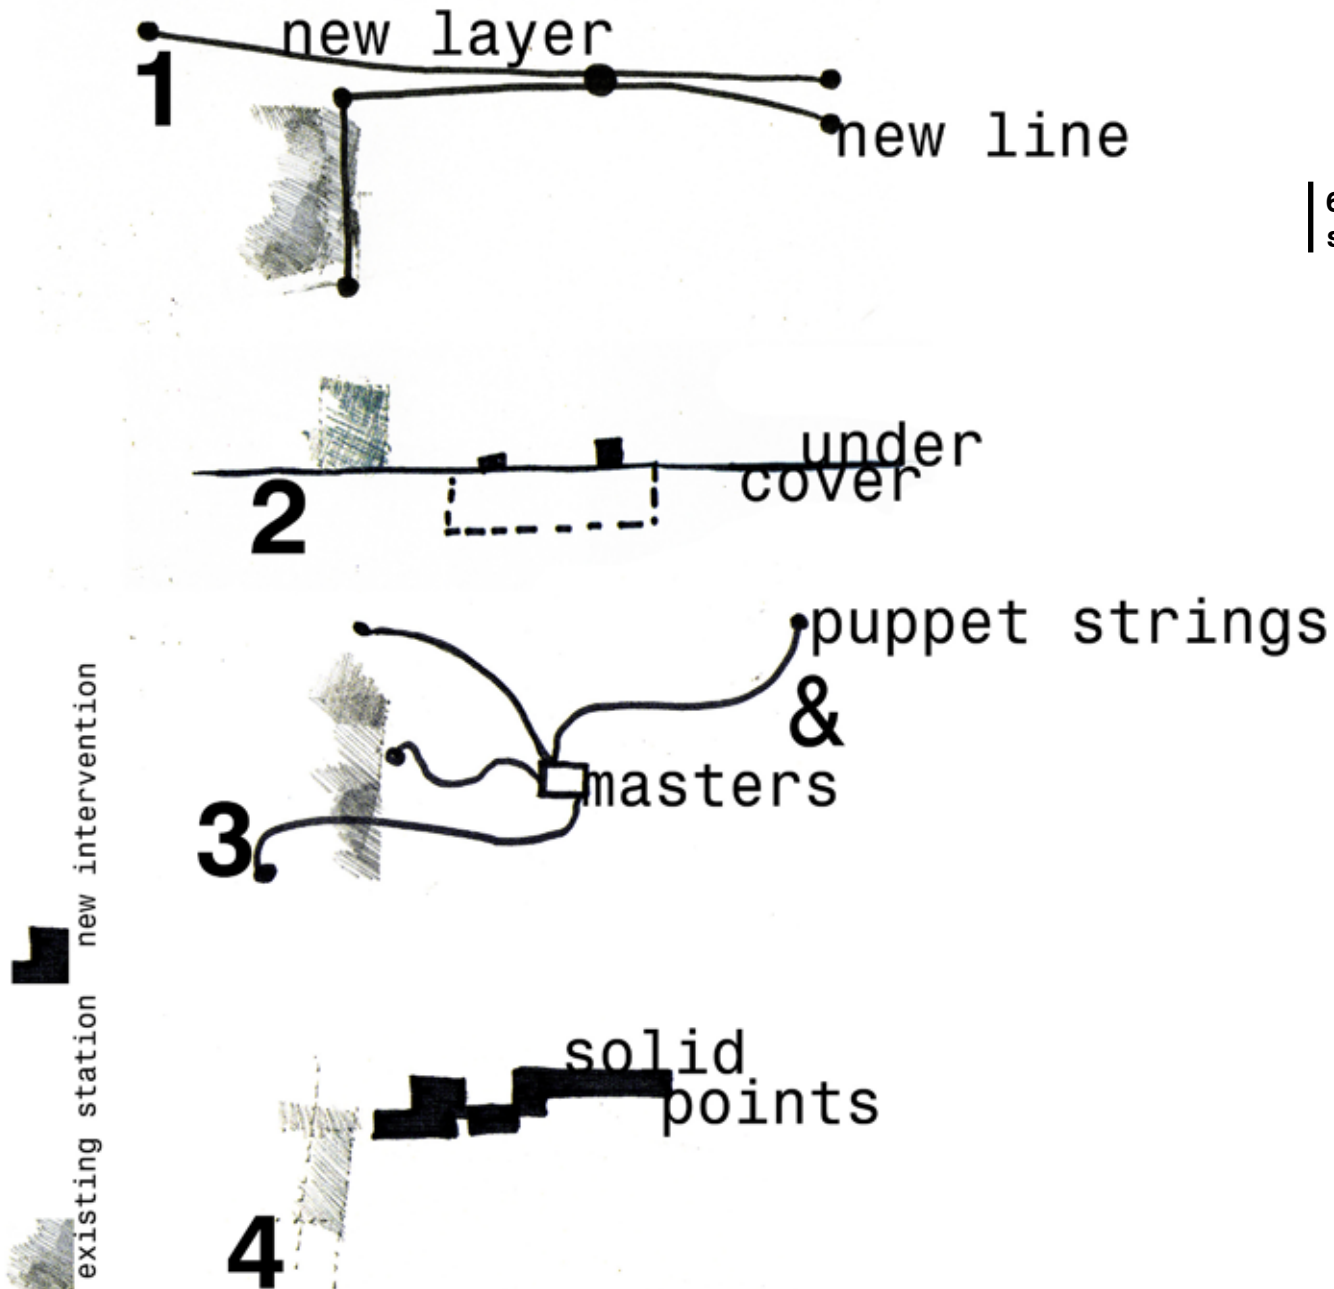 1
new layer
new line
2
under
cover
3
puppet strings
&
masters
4
solid
points
existing station
new intervention